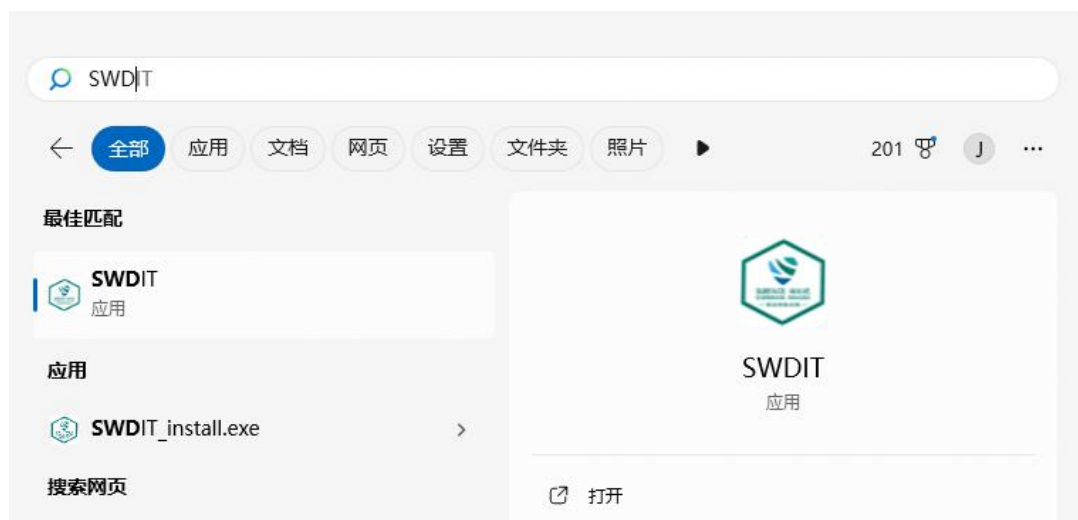 SWDIT
全部 应用 文档 网页 设置 文件夹 照片 201 J ...
最佳匹配
SWDIT
应用
应用
SWDIT_install.exe
搜索网页
SWDIT
应用
打开